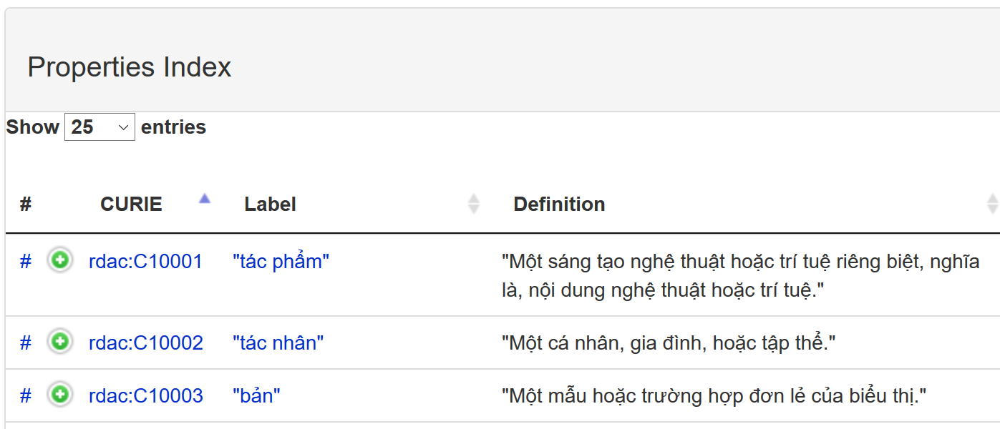 Properties Index
Show 25 entries
# CURIE Label Definition
# rdac:C10001 "tác phẩm" "Một sáng tạo nghệ thuật hoặc trí tuệ riêng biệt, nghĩa
là, nội dung nghệ thuật hoặc trí tuệ."
# rdac:C10002 "tác nhân" "Một cá nhân, gia đình, hoặc tập thể."
# rdac:C10003 "bản" "Một mẫu hoặc trường hợp đơn lẻ của biểu thị."